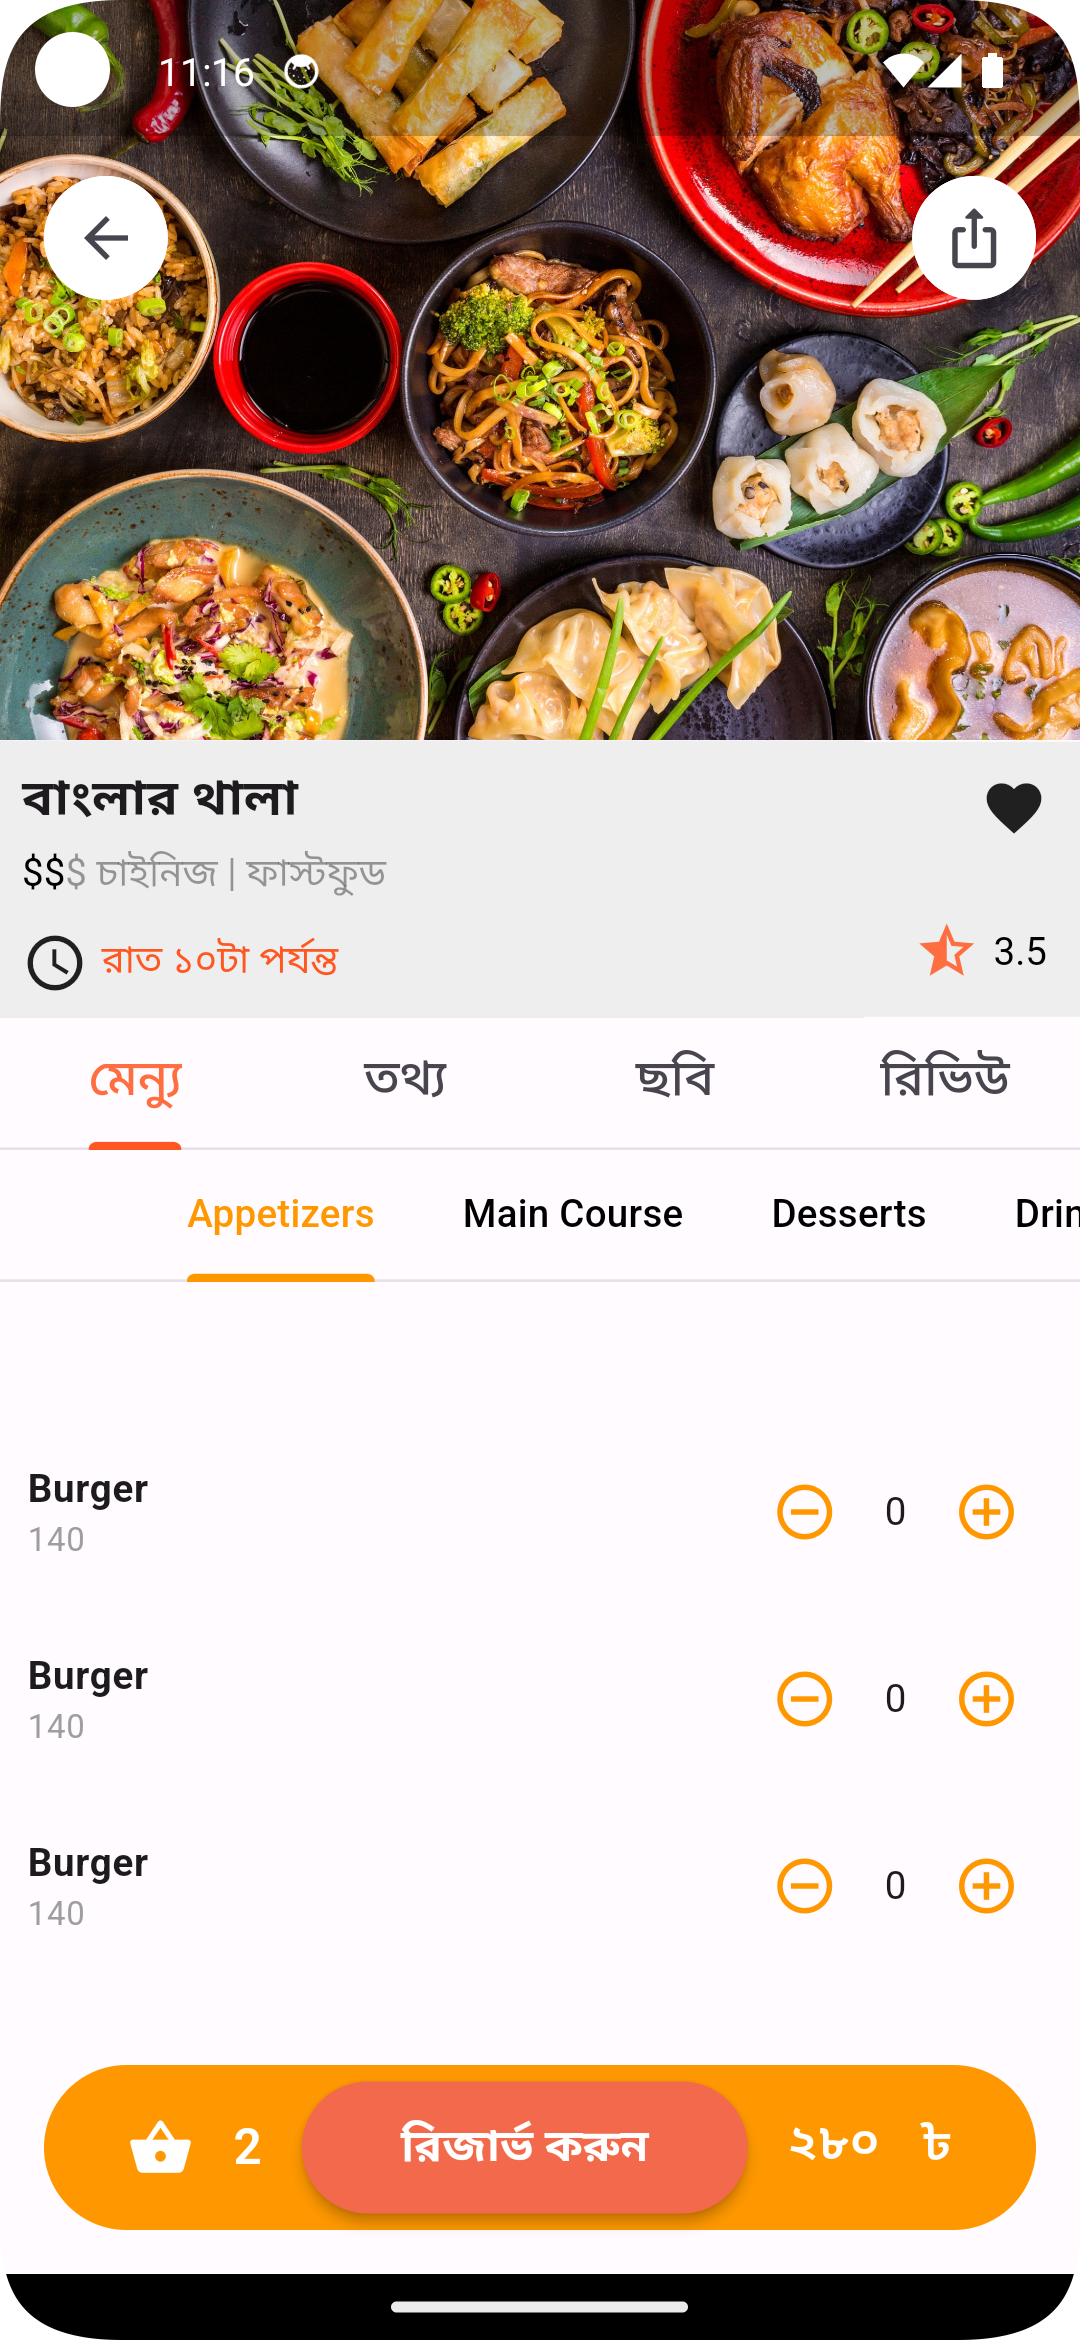 11:16
বাংলার থালা
$$$ চাইনিজ | ফাস্টফুড
রাত ১০টা পর্যন্ত
3.5
মেন্যু তথ্য ছবি রিভিউ
Appetizers Main Course Desserts Drin
Burger
140
0
Burger
140
0
Burger
140
0
2 রিজার্ভ করুন ২৮০ ৳